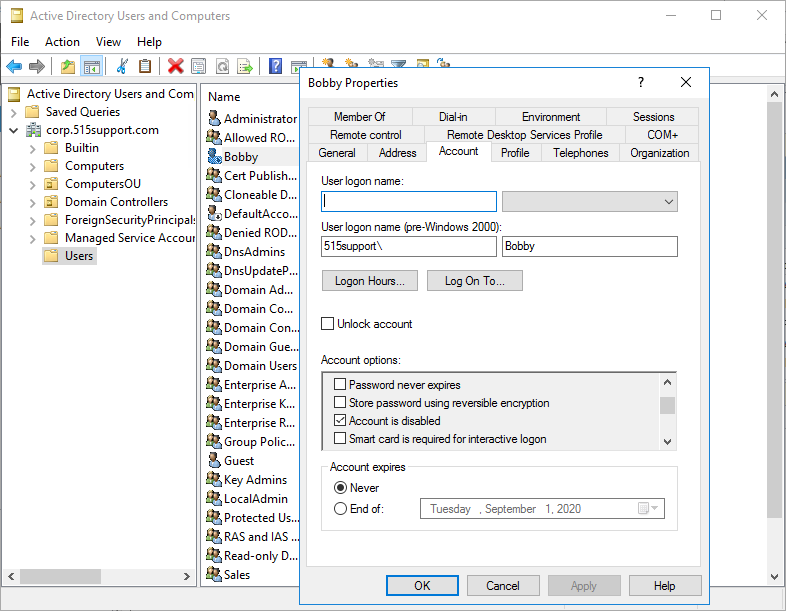 Active Directory Users and Computers
File Action View Help
Active Directory Users and Com
Saved Queries
corp.515support.com
Builtin
Computers
ComputersOU
Domain Controllers
ForeignSecurityPrincipals
Managed Service Accour
Users
Name
Administrator
Allowed RO...
Bobby
Cert Publish...
Cloneable D...
DefaultAcco...
Denied ROD...
DnsAdmins
DnsUpdateP...
Domain Ad...
Domain Co...
Domain Con...
Domain Gue...
Domain Users
Enterprise A...
Enterprise K...
Enterprise R...
Group Polic...
Guest
Key Admins
LocalAdmin
Protected Us...
RAS and IAS ...
Read-only D...
Sales
Bobby Properties
Member Of Dial-in Environment Sessions
Remote control Remote Desktop Services Profile COM+
General Address Account Profile Telephones Organization
User logon name:
User logon name (pre-Windows 2000):
515support\ Bobby
Logon Hours... Log On To...
Unlock account
Account options:
Password never expires
Store password using reversible encryption
Account is disabled
Smart card is required for interactive logon
Account expires
Never
End of: Tuesday , September 1, 2020
OK Cancel Apply Help